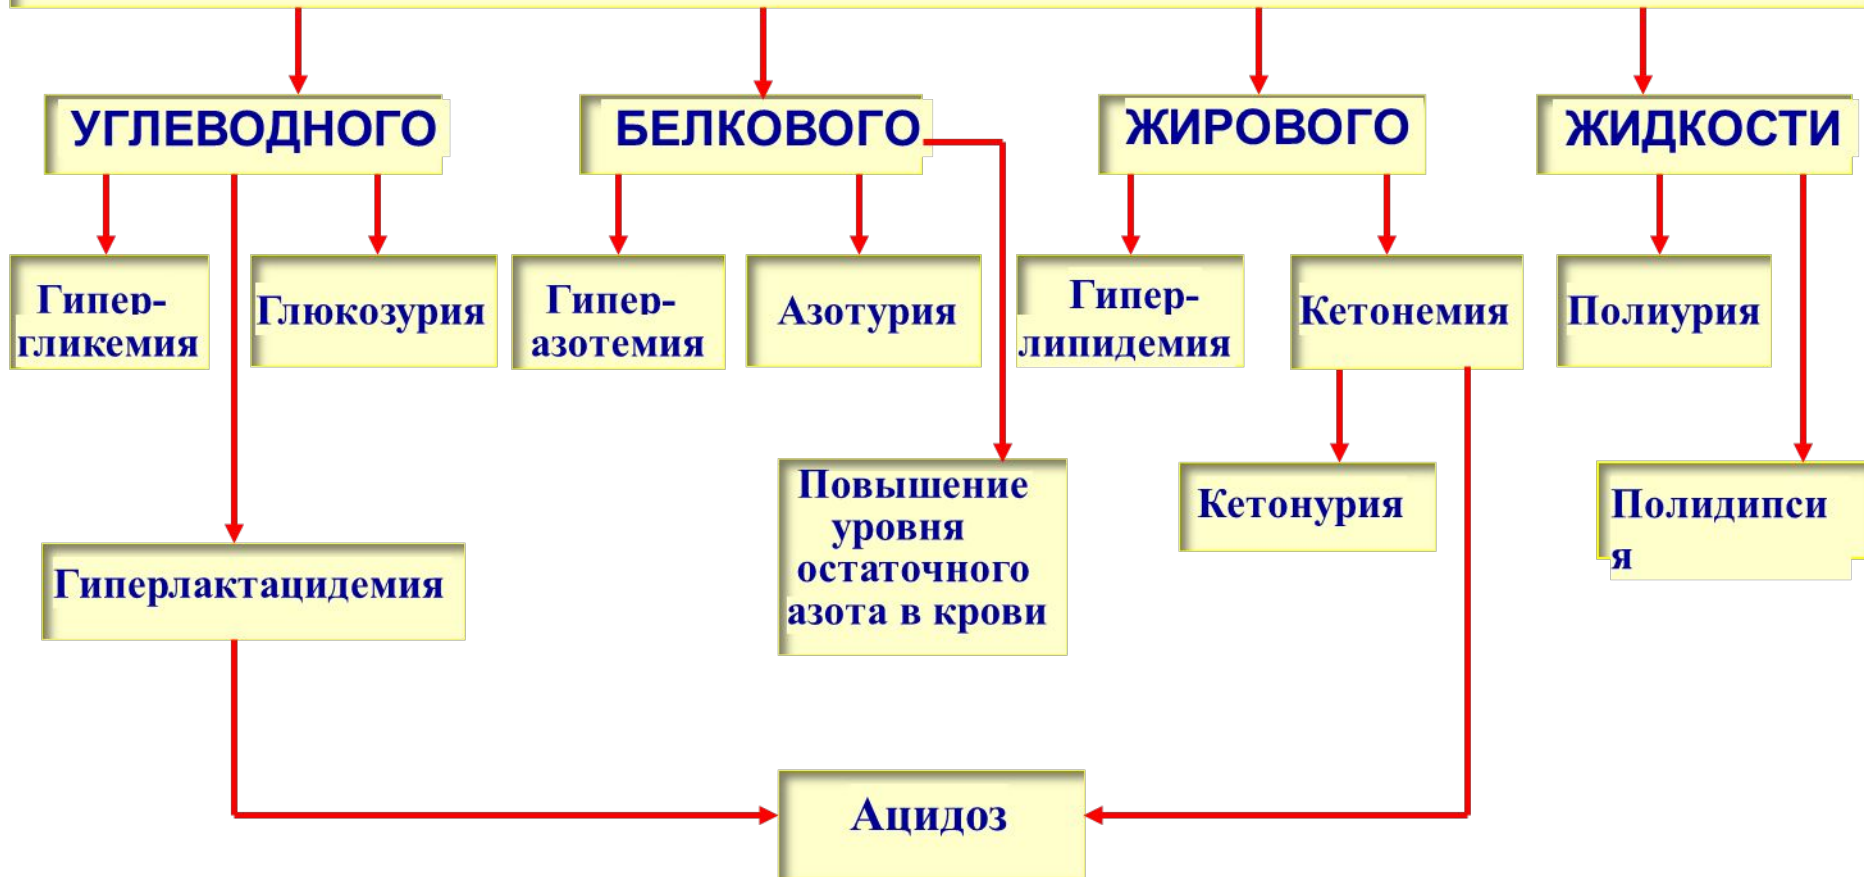 УГЛЕВОДНОГО
БЕЛКОВОГО
ЖИРОВОГО
ЖИДКОСТИ
Гипер-
гликемия
Глюкозурия
Гипер-
азотемия
Азотурия
Гипер-
липидемия
Кетонемия
Полиурия
Гиперлактацидемия
Повышение
уровня
остаточного
азота в крови
Кетонурия
Полидипси
я
Ацидоз